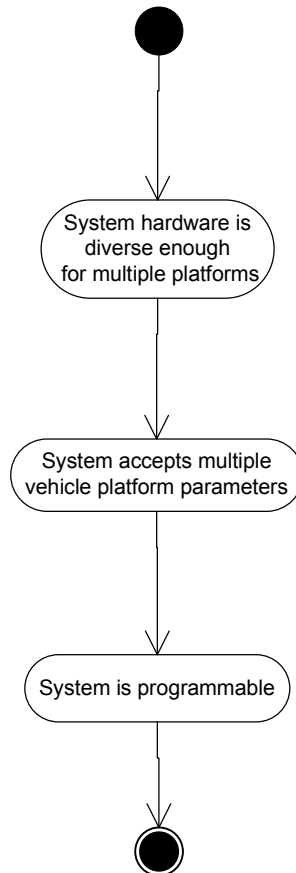 System hardware is
diverse enough
for multiple platforms
System accepts multiple
vehicle platform parameters
System is programmable